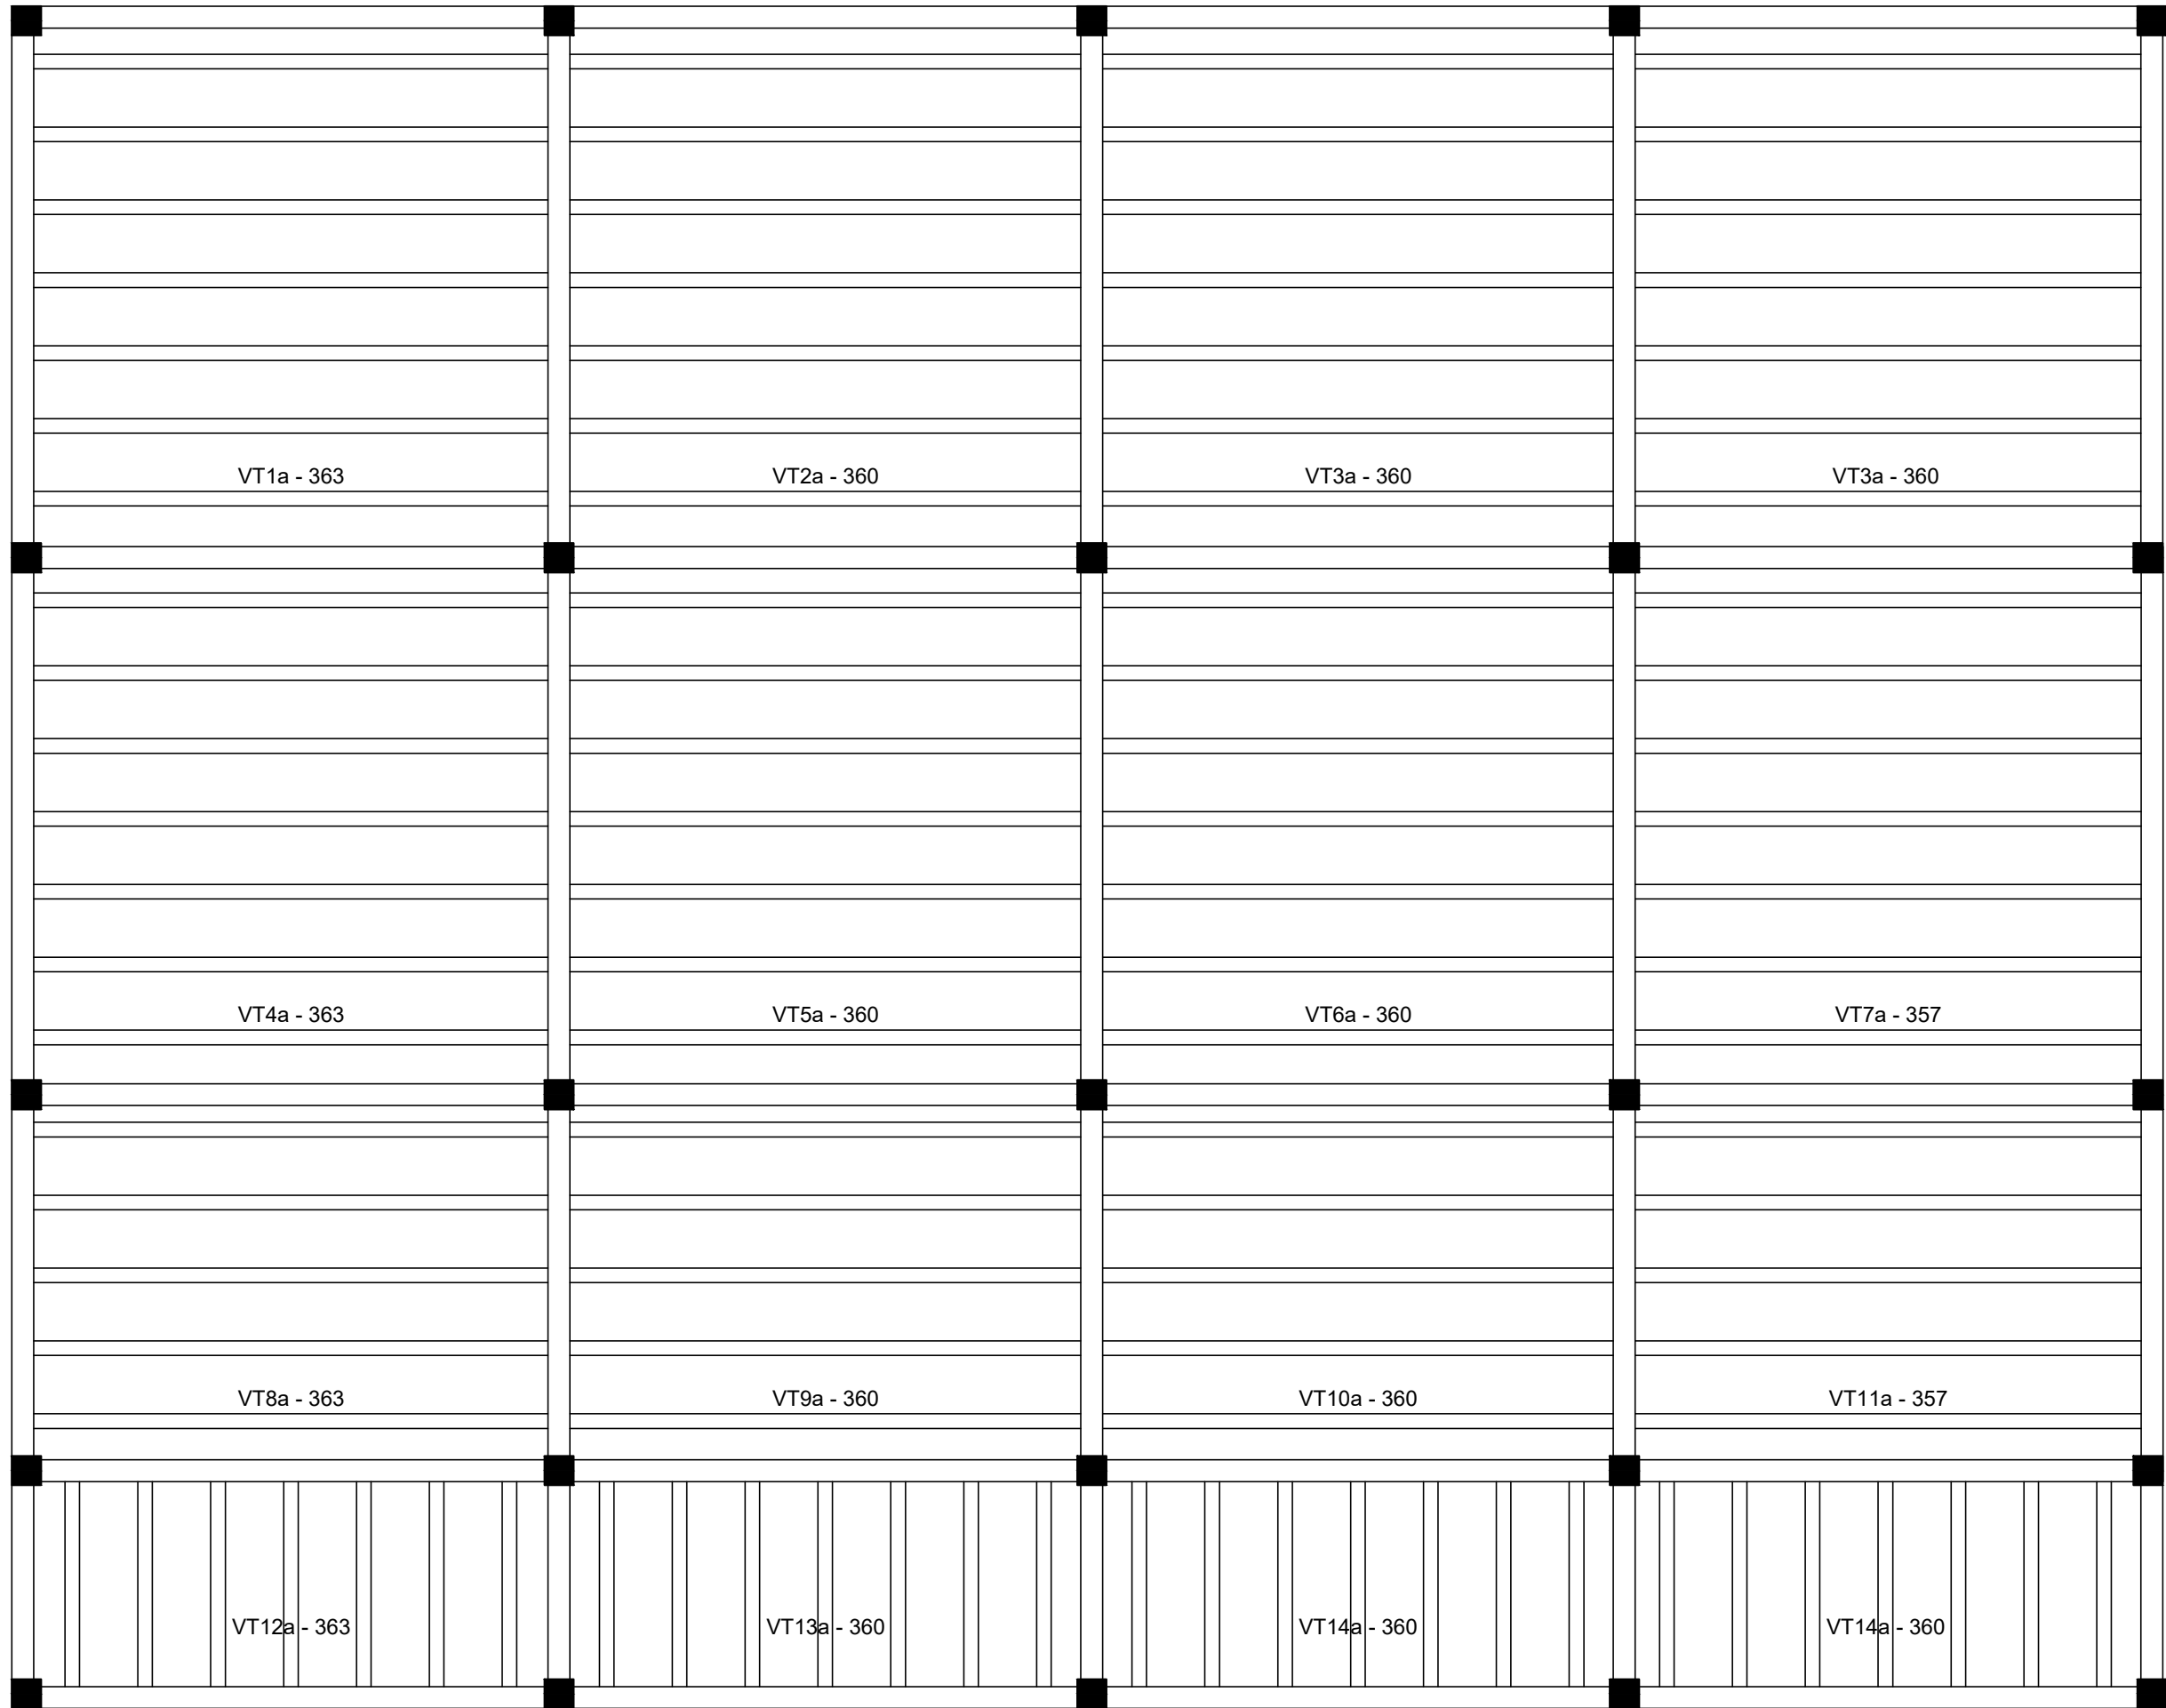 VT1a - 363
VT2a - 360
VT3a - 360
VT3a - 360
VT4a - 363
VT5a - 360
VT6a - 360
VT7a - 357
VT8a - 363
VT9a - 360
VT10a - 360
VT11a - 357
VT12a - 363
VT13a - 360
VT14a - 360
VT14a - 360